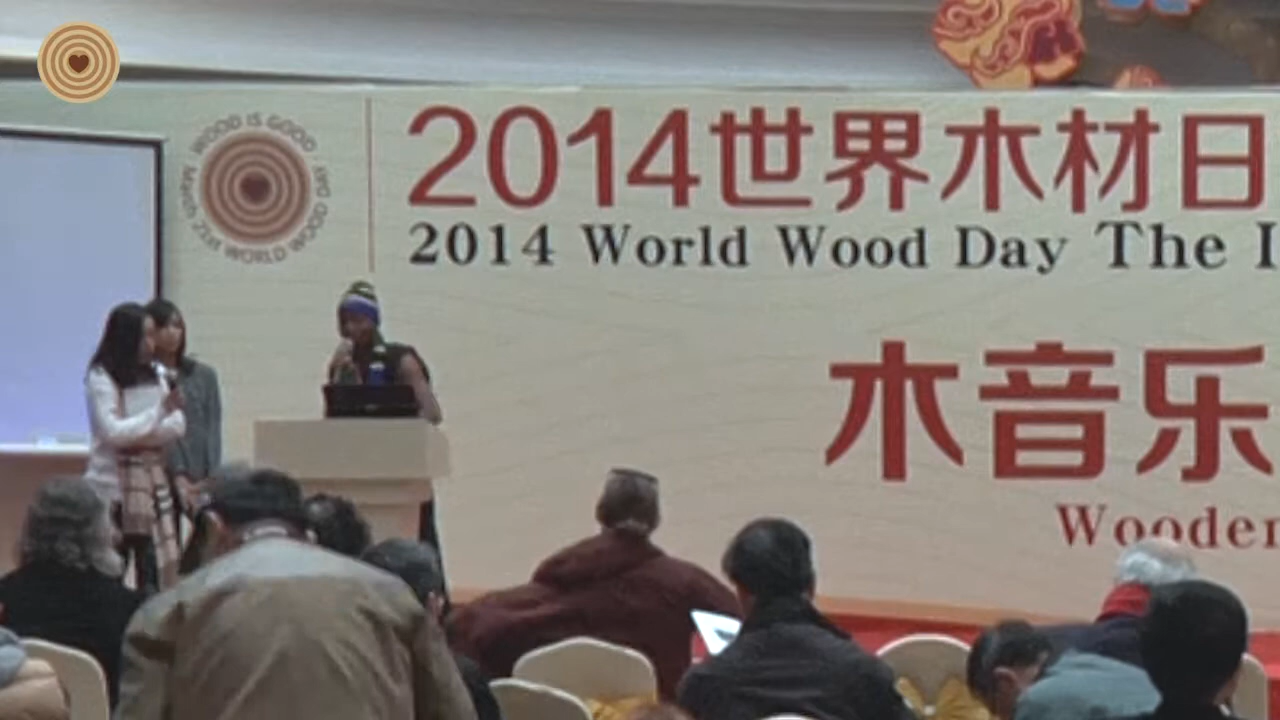 WOOD IS GOOD
WORLD WOOD DAY
2014世界木材日
2014 World Wood Day The I
木音乐
Wooden